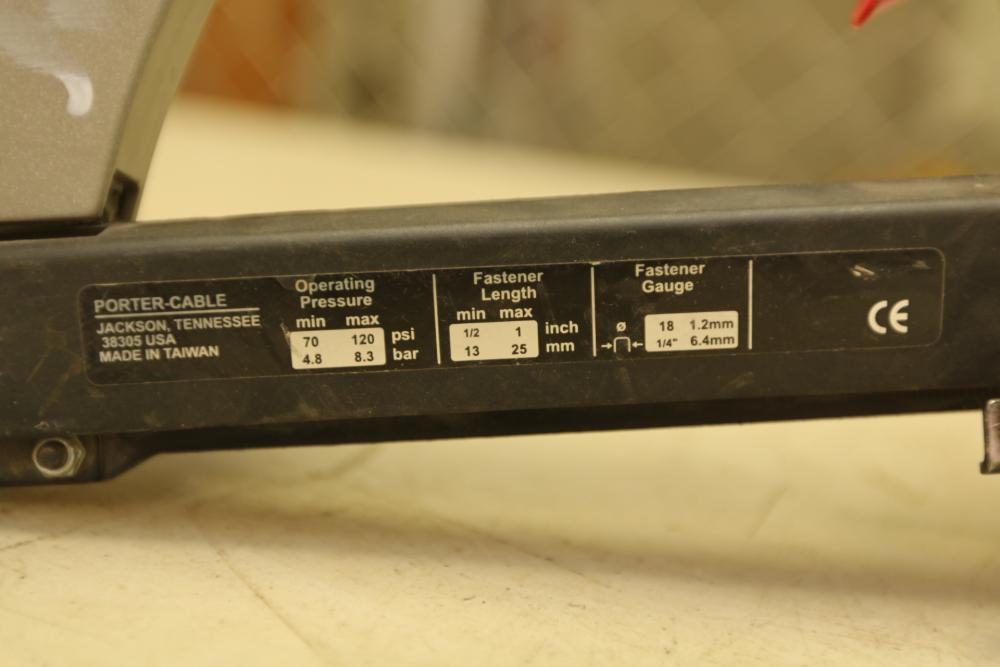 PORTER-CABLE
JACKSON, TENNESSEE
38305 USA
MADE IN TAIWAN
Operating
Pressure
min max
70 120 psi
4.8 8.3 bar
Fastener
Length
min max
1/2 1 inch
13 25 mm
Fastener
Gauge
ø 18 1.2mm
1/4" 6.4mm
CE